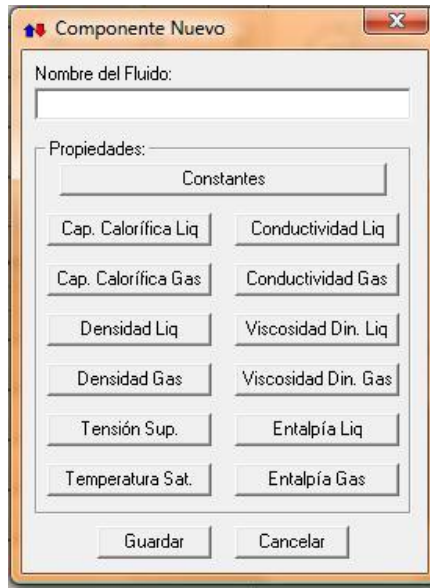 Componente Nuevo
Nombre del Fluido:
Propiedades:
Constantes
Cap. Calorífica Liq Conductividad Liq
Cap. Calorífica Gas Conductividad Gas
Densidad Liq Viscosidad Din. Liq
Densidad Gas Viscosidad Din. Gas
Tensión Sup. Entalpía Liq
Temperatura Sat. Entalpía Gas
Guardar Cancelar